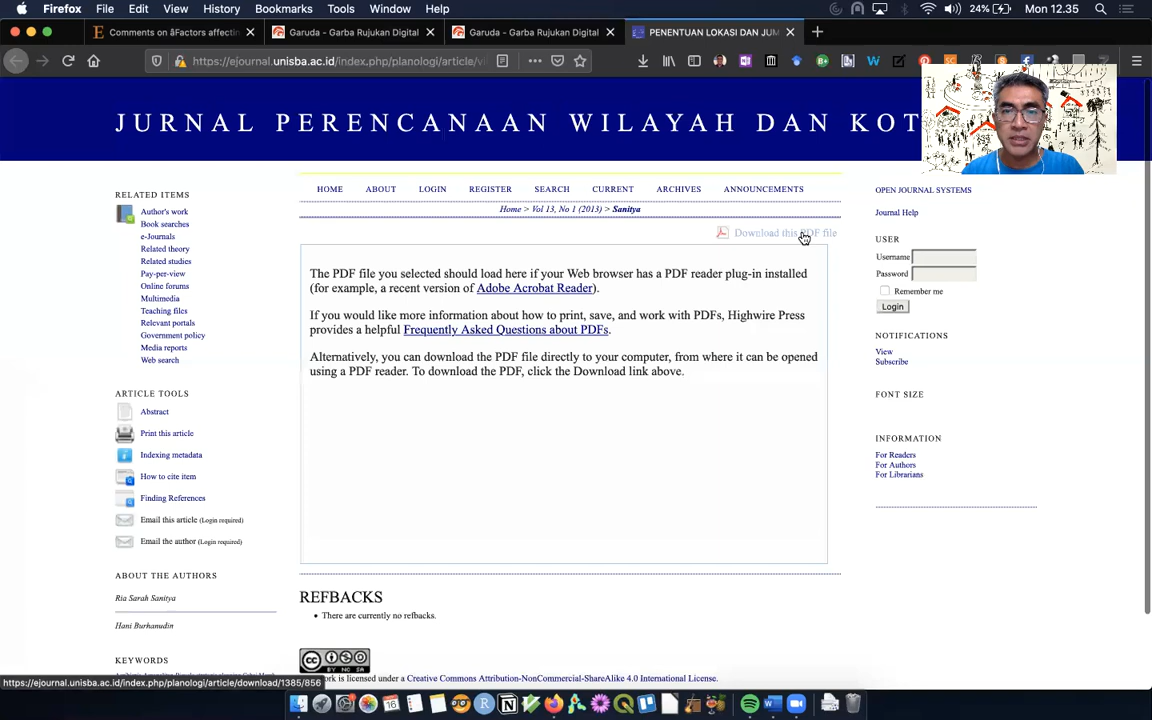 Firefox File Edit View History Bookmarks Tools Window Help
24% Mon 12.35
Comments on âFactors affectin
Garuda - Garba Rujukan Digital
Garuda - Garba Rujukan Digital
PENENTUAN LOKASI DAN JUM
https://ejournal.unisba.ac.id/index.php/planologi/article/vi
JURNAL PERENCANAAN WILAYAH DAN KOT
HOME ABOUT LOGIN REGISTER SEARCH CURRENT ARCHIVES ANNOUNCEMENTS
Home > Vol 13, No 1 (2013) > Sanitya
Download this PDF file
RELATED ITEMS
Author's work
Book searches
e-Journals
Related theory
Related studies
Pay-per-view
Online forums
Multimedia
Teaching files
Relevant portals
Government policy
Media reports
Web search
ARTICLE TOOLS
Abstract
Print this article
Indexing metadata
How to cite item
Finding References
Email this article (Login required)
Email the author (Login required)
ABOUT THE AUTHORS
Ria Sarah Sanitya
Hani Burhanudin
KEYWORDS
https://ejournal.unisba.ac.id/index.php/planologi/article/download/1385/856
The PDF file you selected should load here if your Web browser has a PDF reader plug-in installed
(for example, a recent version of Adobe Acrobat Reader).
If you would like more information about how to print, save, and work with PDFs, Highwire Press
provides a helpful Frequently Asked Questions about PDFs.
Alternatively, you can download the PDF file directly to your computer, from where it can be opened
using a PDF reader. To download the PDF, click the Download link above.
REFBACKS
• There are currently no refbacks.
CC BY NC SA
rk is licensed under a Creative Commons Attribution-NonCommercial-ShareAlike 4.0 International License.
OPEN JOURNAL SYSTEMS
Journal Help
USER
Username
Password
Remember me
Login
NOTIFICATIONS
View
Subscribe
FONT SIZE
INFORMATION
For Readers
For Authors
For Librarians